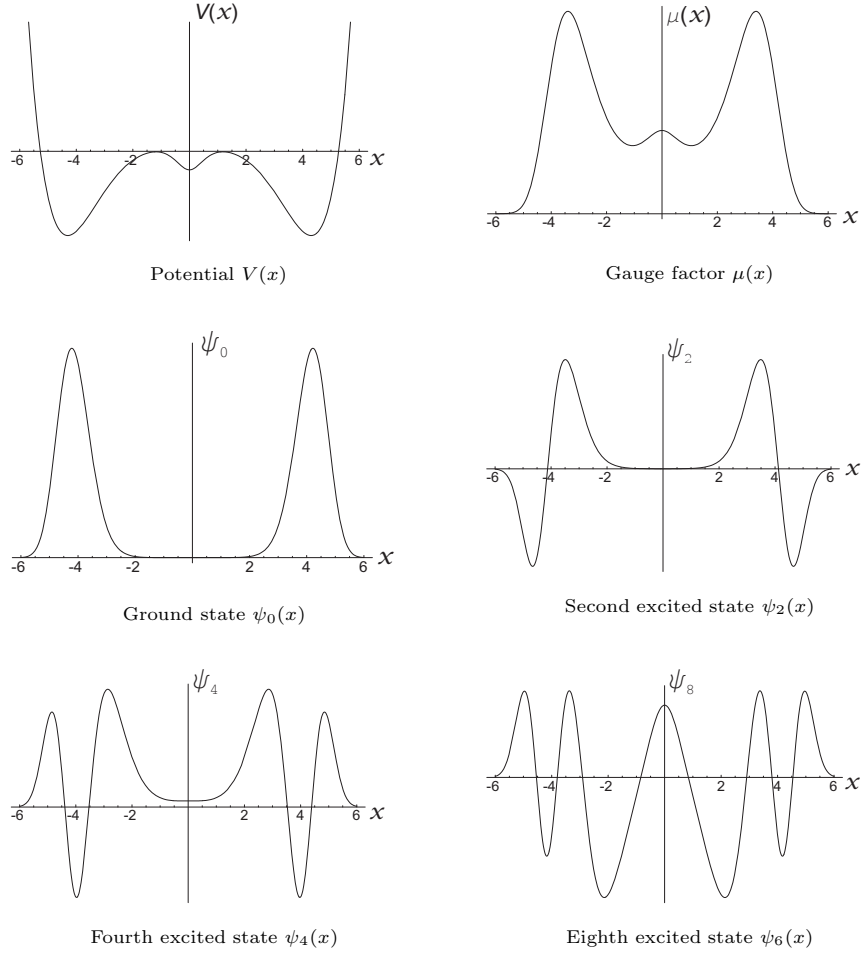 V(x)
-6 -4 -2 2 4 6 x
Potential V(x)
μ(x)
-6 -4 -2 2 4 6 x
Gauge factor μ(x)
ψ0
-6 -4 -2 2 4 6 x
Ground state ψ0(x)
ψ2
-6 -4 -2 2 4 6 x
Second excited state ψ2(x)
ψ4
-6 -4 -2 2 4 6 x
Fourth excited state ψ4(x)
ψ8
-6 -4 -2 2 4 6 x
Eighth excited state ψ6(x)